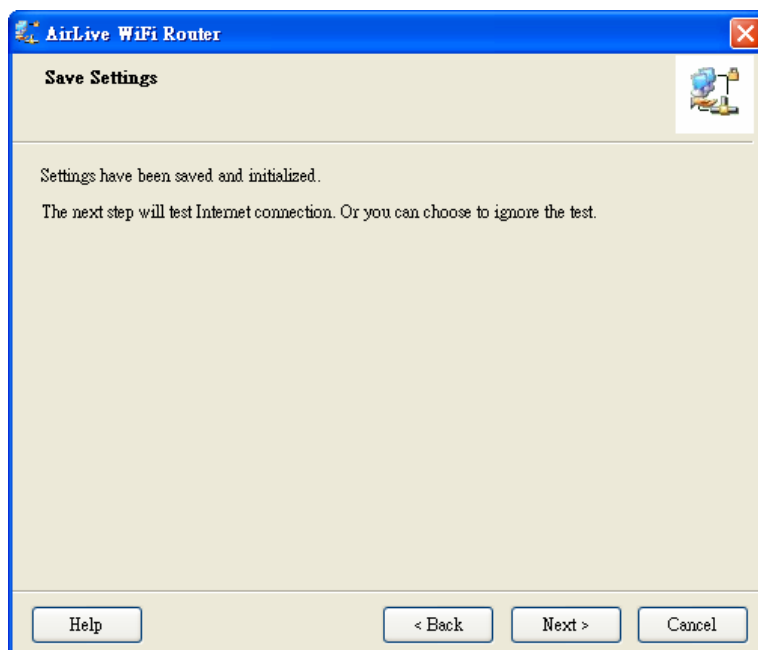 AirLive WiFi Router
Save Settings
Settings have been saved and initialized.
The next step will test Internet connection. Or you can choose to ignore the test.
Help
< Back
Next >
Cancel